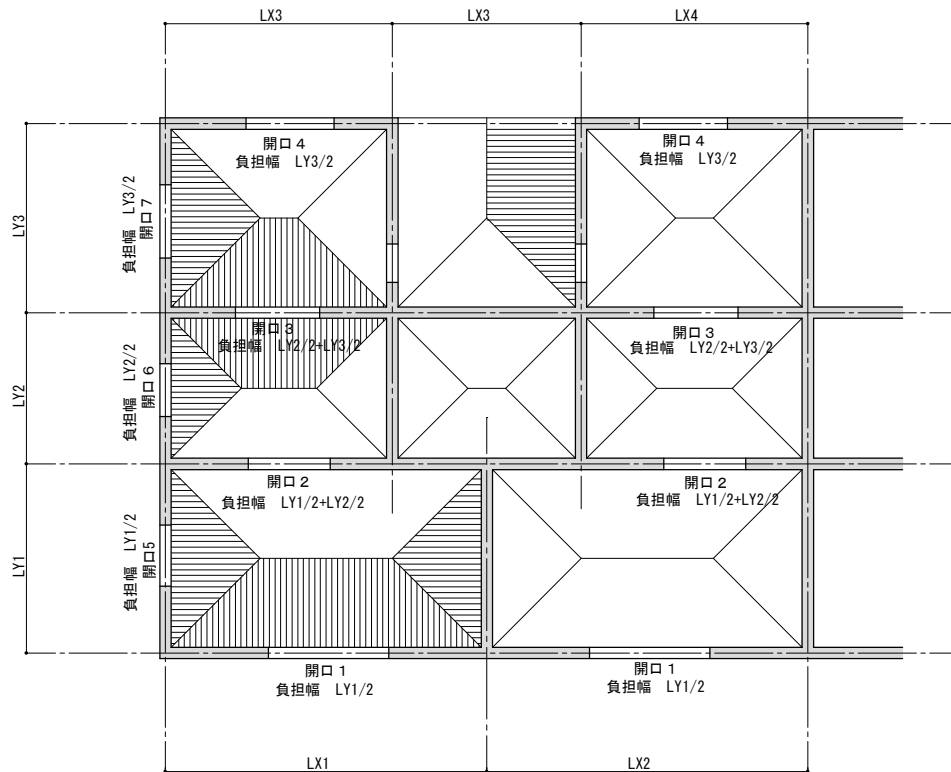 LX3
LX3
LX4
開口４
負担幅　LY3/2
開口４
負担幅　LY3/2
LY3
負担幅　LY3/2
開口７
開口３
負担幅　LY2/2+LY3/2
開口３
負担幅　LY2/2+LY3/2
LY2
負担幅　LY2/2
開口６
開口２
負担幅　LY1/2+LY2/2
開口２
負担幅　LY1/2+LY2/2
LY1
負担幅　LY1/2
開口5
開口１
負担幅　LY1/2
開口１
負担幅　LY1/2
LX1
LX2